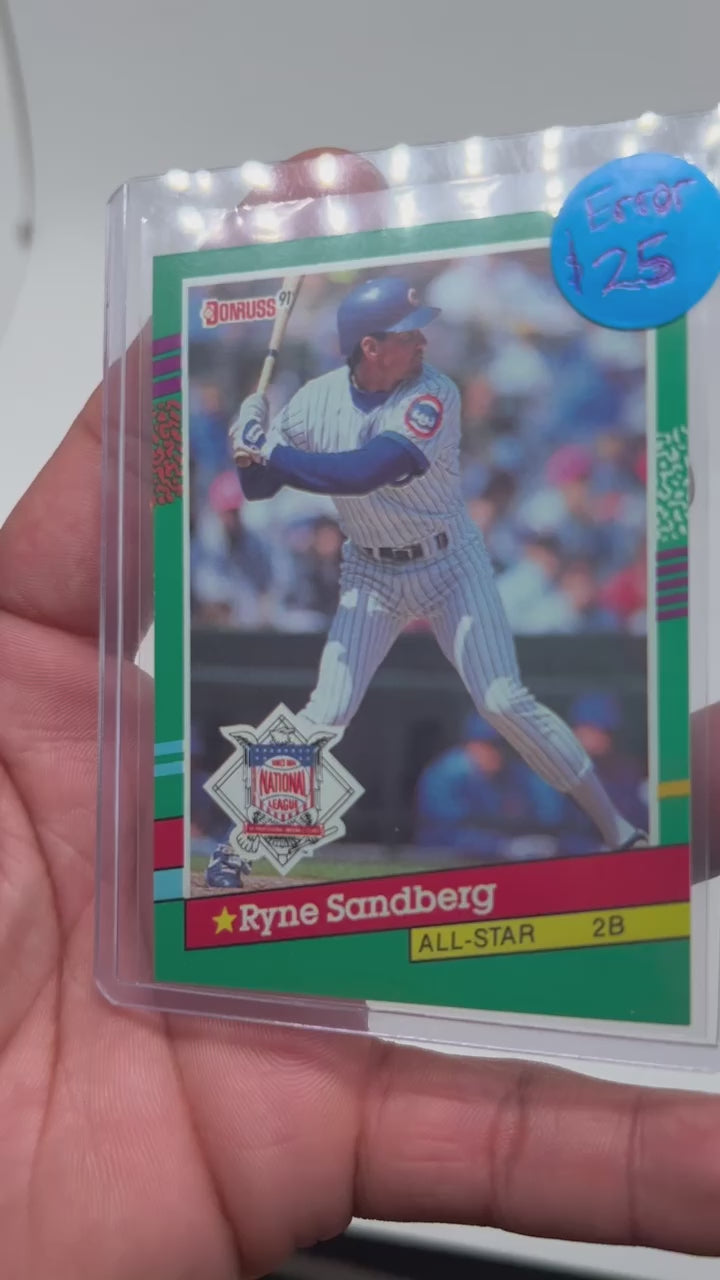 Error
$25
DONRUSS 91'
NATIONAL
LEAGUE
Ryne Sandberg
ALL-STAR 2B